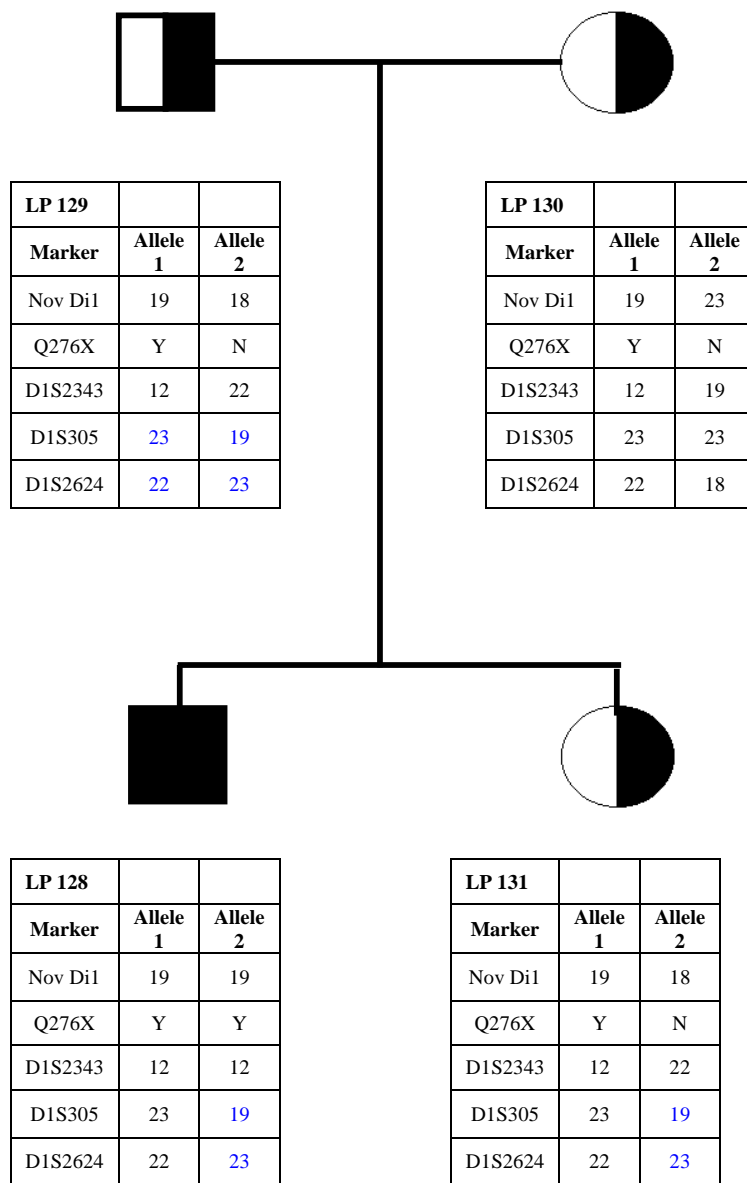 LP 129
Marker Allele 1 Allele 2
Nov Di1 19 18
Q276X Y N
D1S2343 12 22
D1S305 23 19
D1S2624 22 23
LP 130
Marker Allele 1 Allele 2
Nov Di1 19 23
Q276X Y N
D1S2343 12 19
D1S305 23 23
D1S2624 22 18
LP 128
Marker Allele 1 Allele 2
Nov Di1 19 19
Q276X Y Y
D1S2343 12 12
D1S305 23 19
D1S2624 22 23
LP 131
Marker Allele 1 Allele 2
Nov Di1 19 18
Q276X Y N
D1S2343 12 22
D1S305 23 19
D1S2624 22 23